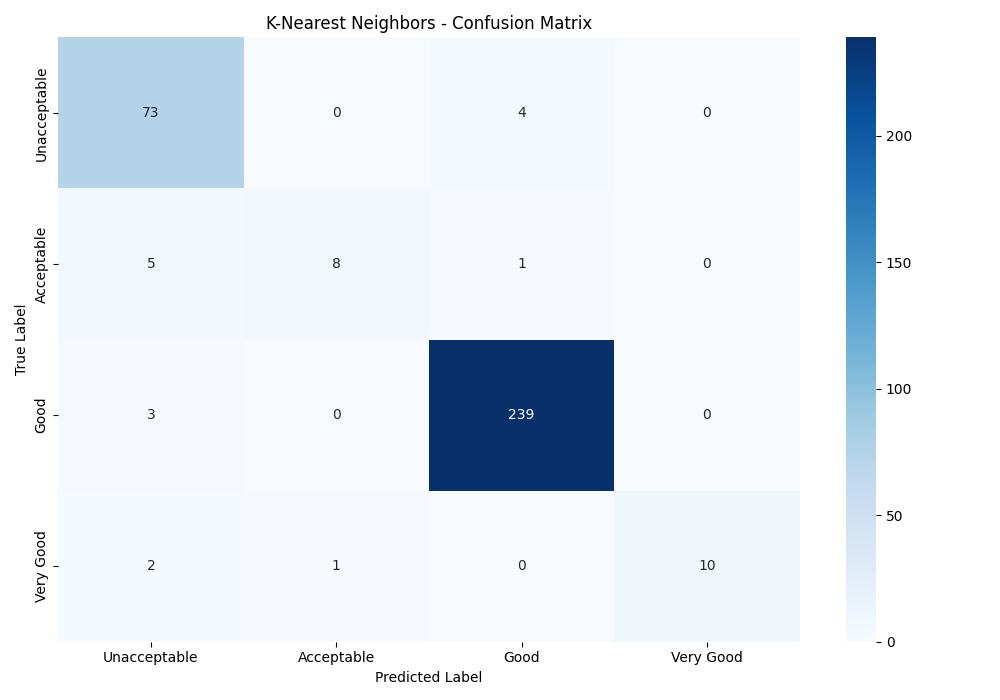 K-Nearest Neighbors - Confusion Matrix
True Label
Unacceptable
73 0 4 0
Acceptable
5 8 1 0
Good
3 0 239 0
Very Good
2 1 0 10
Unacceptable Acceptable Good Very Good
Predicted Label
200
150
100
50
0